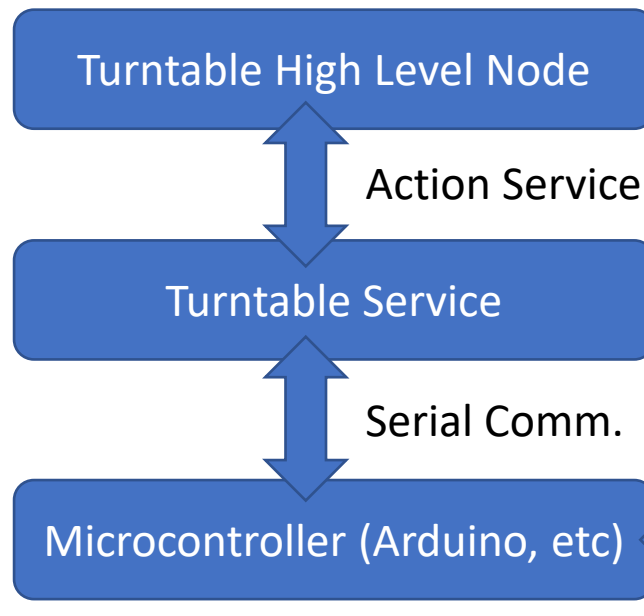 Turntable High Level Node
Action Service
Turntable Service
Serial Comm.
Microcontroller (Arduino, etc)